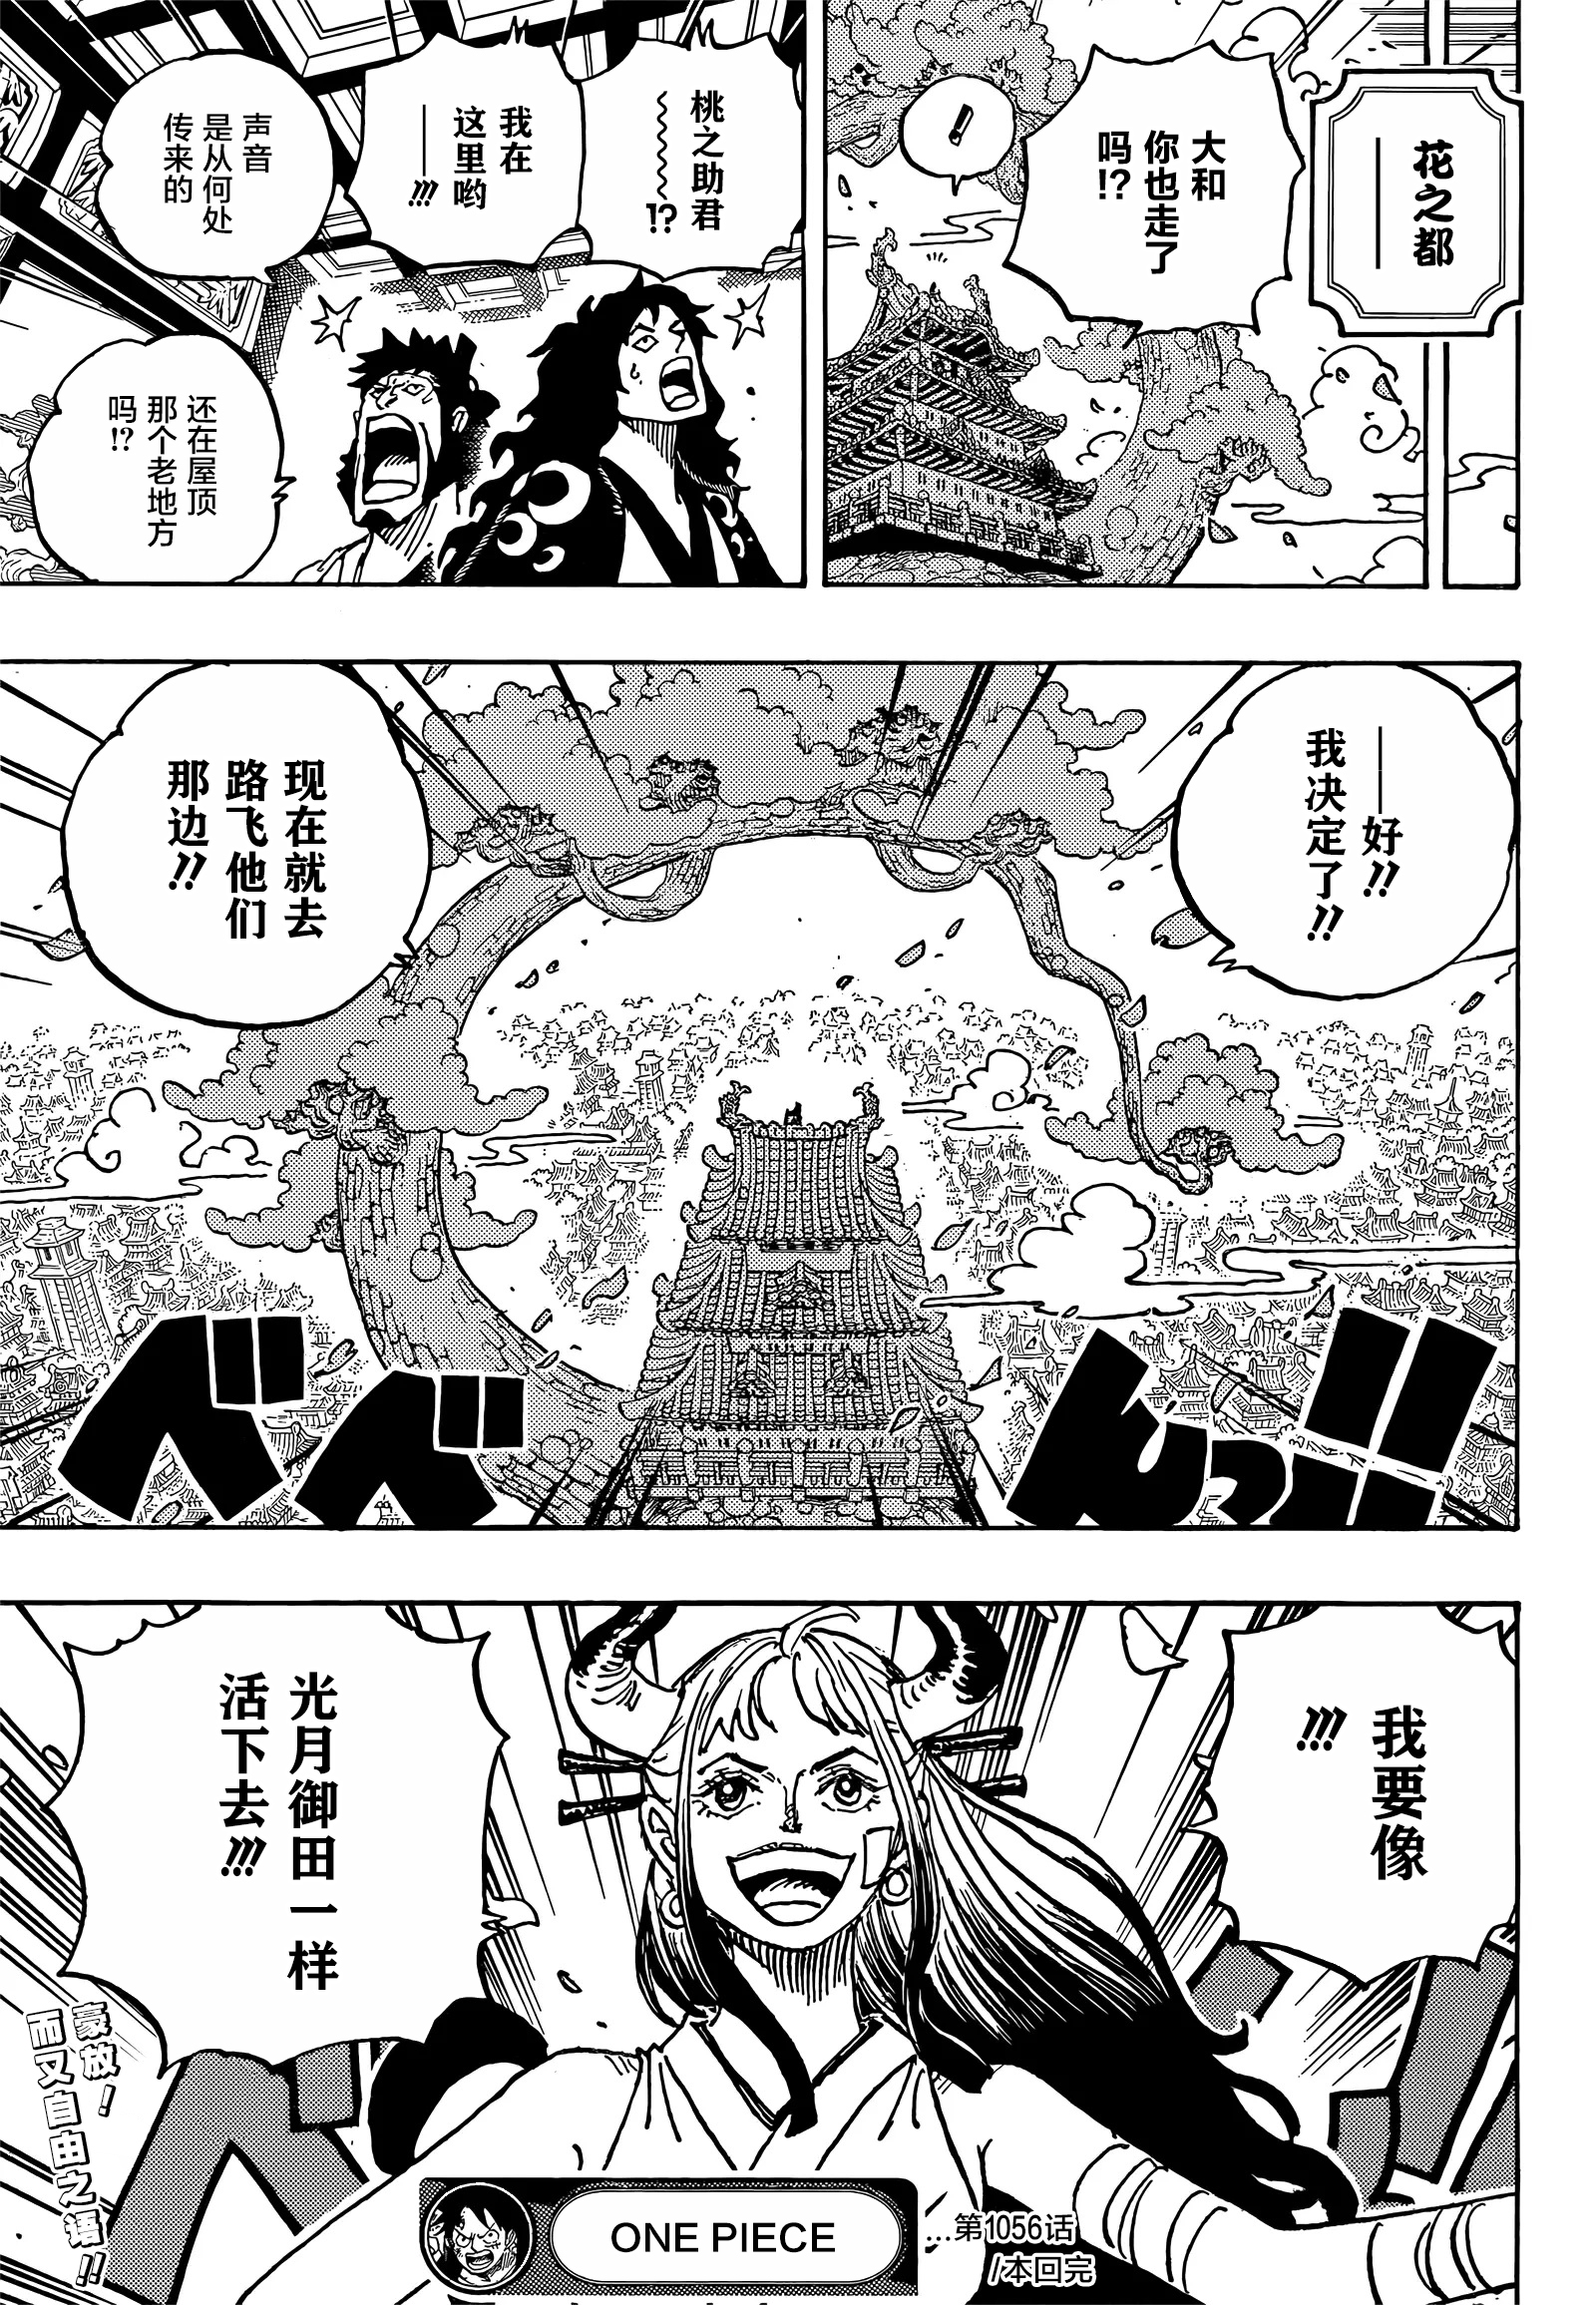 花之都
——
大和
你也走了
吗!?
!
桃之助君
~~~~~!?
我在
这里哟
——!!!
声音
是从何处
传来的
还在屋顶
那个老地方
吗!?
——好!!
我决定了!!
现在就去
路飞他们
那边!!
べべ
んっ!!
我要像
!!!
光月御田一样
活下去!!!
豪放!
而又自由之语!!
ONE PIECE
…第1056话
/本回完